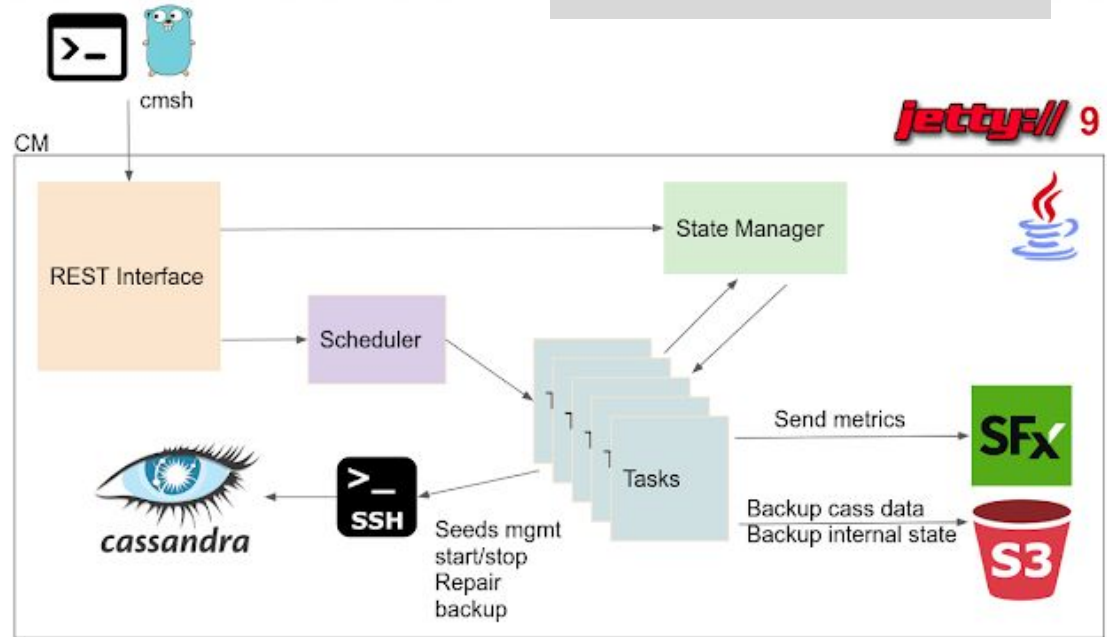 >_
cmsh
jetty:// 9
CM
REST Interface
State Manager
Scheduler
T
T
T
T
Tasks
Send metrics
SFx
Backup cass data
Backup internal state
S3
>_
SSH
cassandra
Seeds mgmt
start/stop
Repair
backup